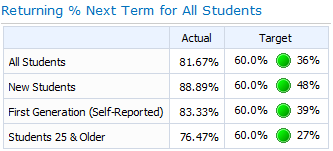 Returning % Next Term for All Students
Actual Target
All Students 81.67% 60.0% 36%
New Students 88.89% 60.0% 48%
First Generation (Self-Reported) 83.33% 60.0% 39%
Students 25 & Older 76.47% 60.0% 27%